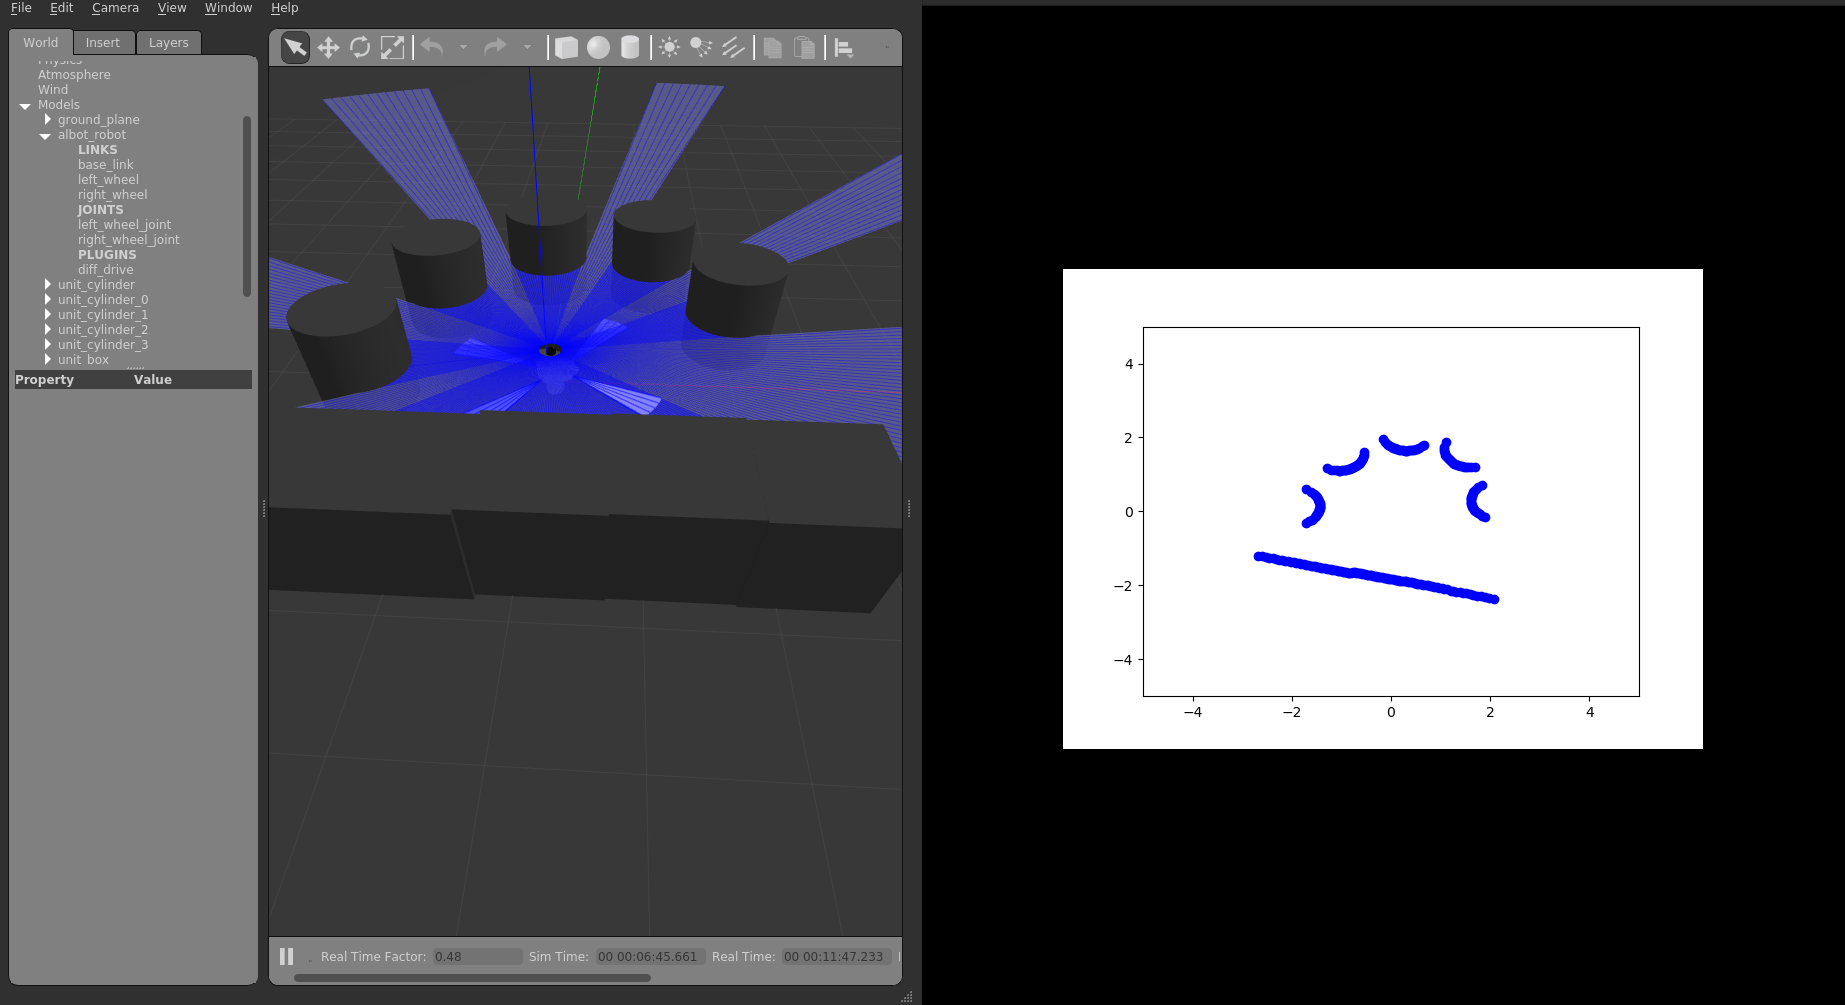 File Edit Camera View Window Help
World Insert Layers
Physics
Atmosphere
Wind
Models
ground_plane
albot_robot
LINKS
base_link
left_wheel
right_wheel
JOINTS
left_wheel_joint
right_wheel_joint
PLUGINS
diff_drive
unit_cylinder
unit_cylinder_0
unit_cylinder_1
unit_cylinder_2
unit_cylinder_3
unit_box
Property Value
Real Time Factor: 0.48 Sim Time: 00 00:06:45.661 Real Time: 00 00:11:47.233
4
2
0
−2
−4
−4 −2 0 2 4